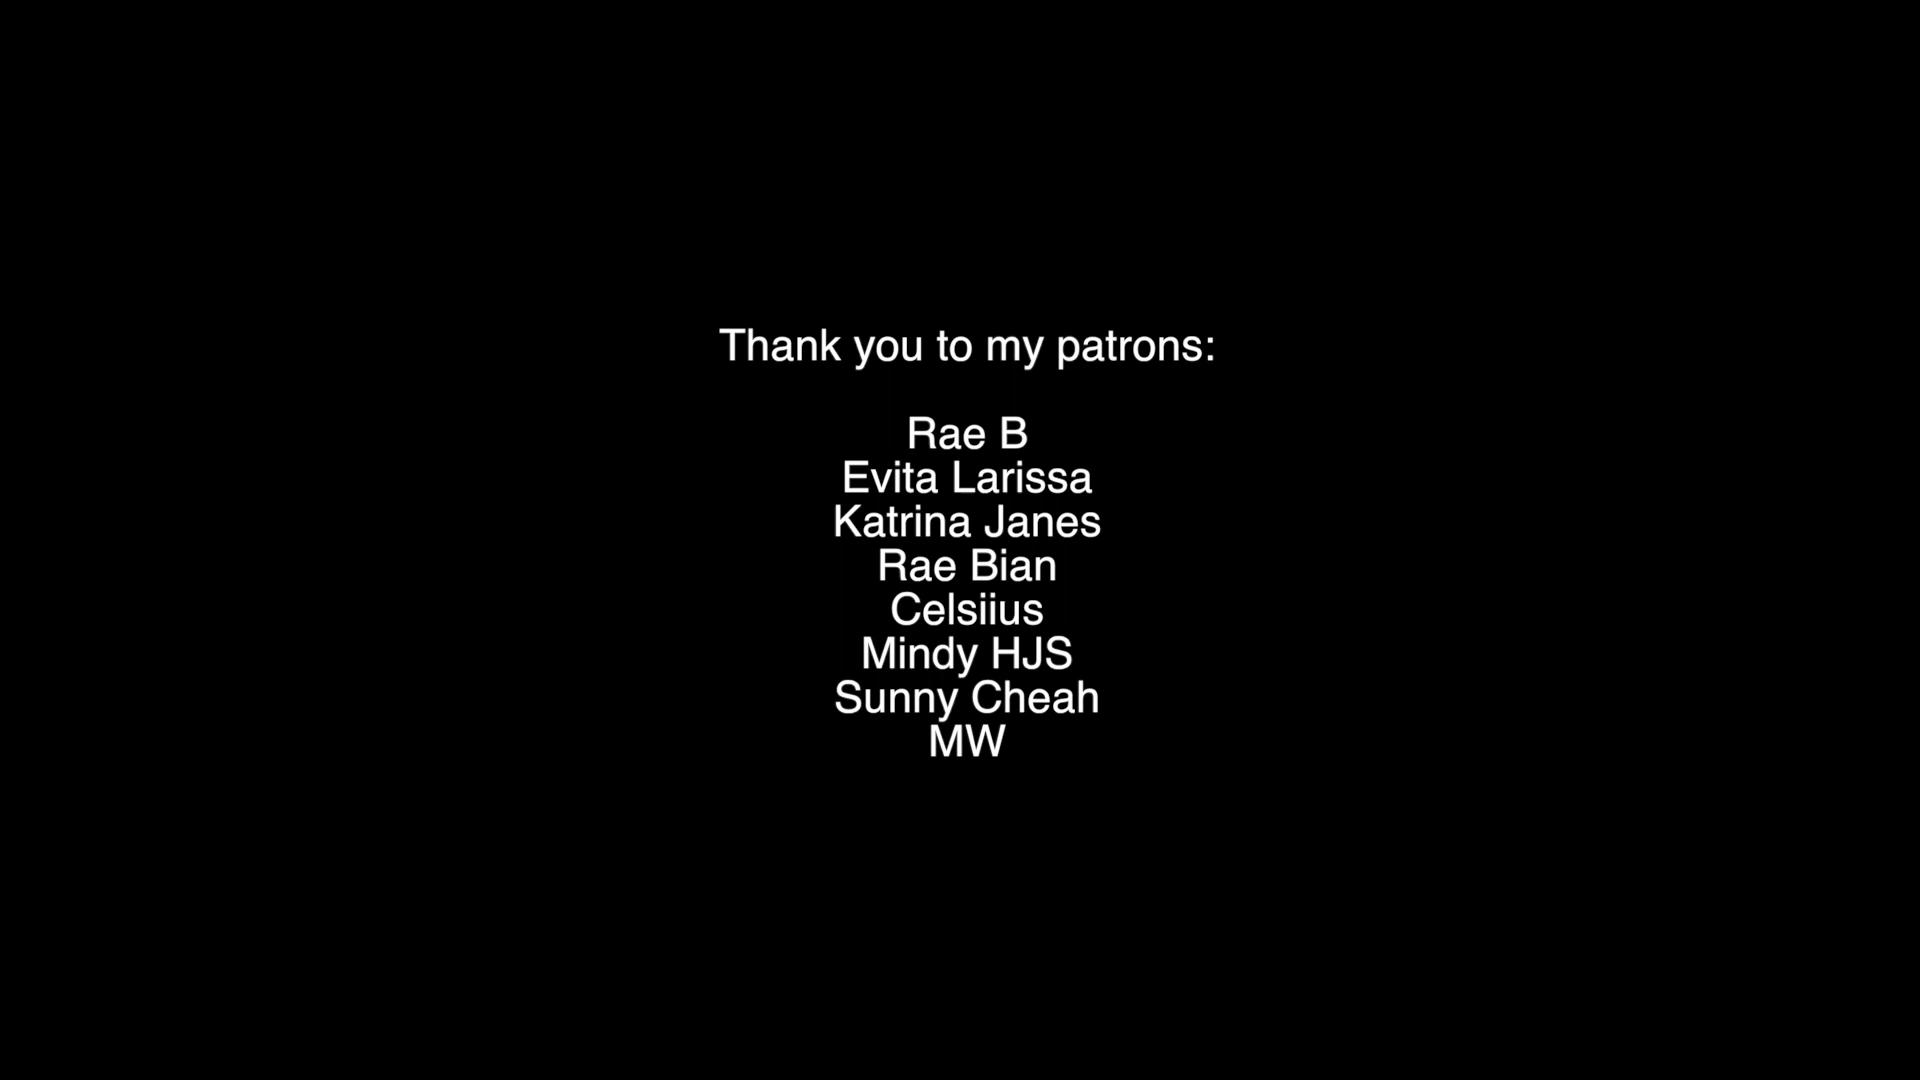 Thank you to my patrons:
Rae B
Evita Larissa
Katrina Janes
Rae Bian
Celsiius
Mindy HJS
Sunny Cheah
MW